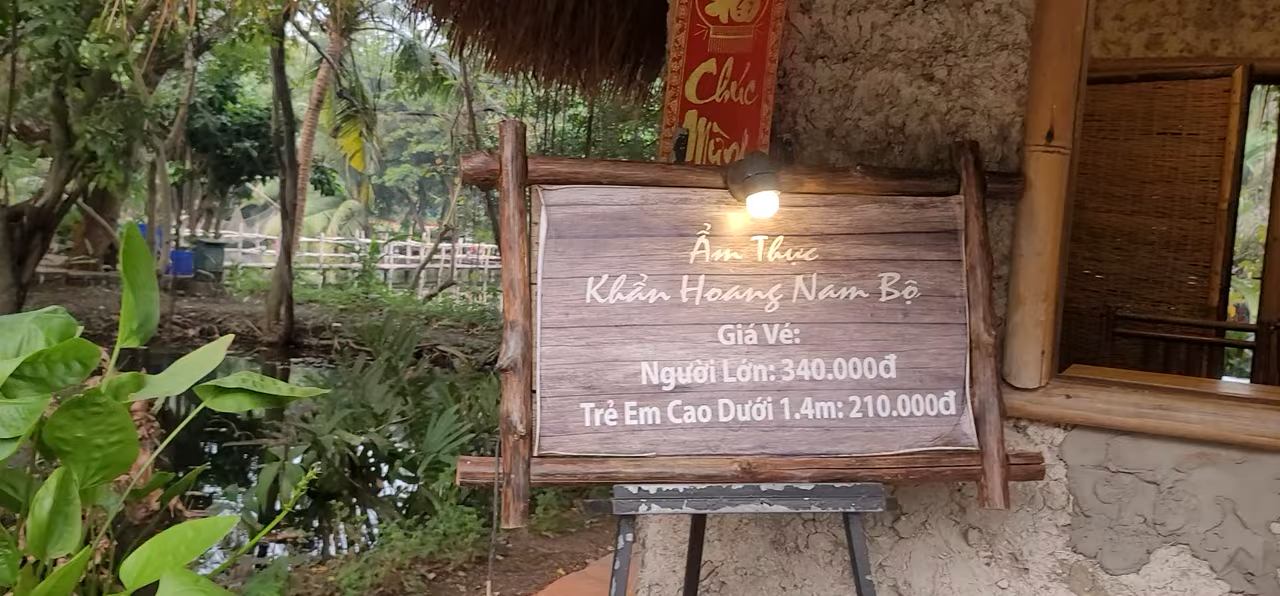 福
Chúc
Mừng
Ẩm Thực
Khẩn Hoang Nam Bộ
Giá Vé:
Người Lớn: 340.000đ
Trẻ Em Cao Dưới 1.4m: 210.000đ